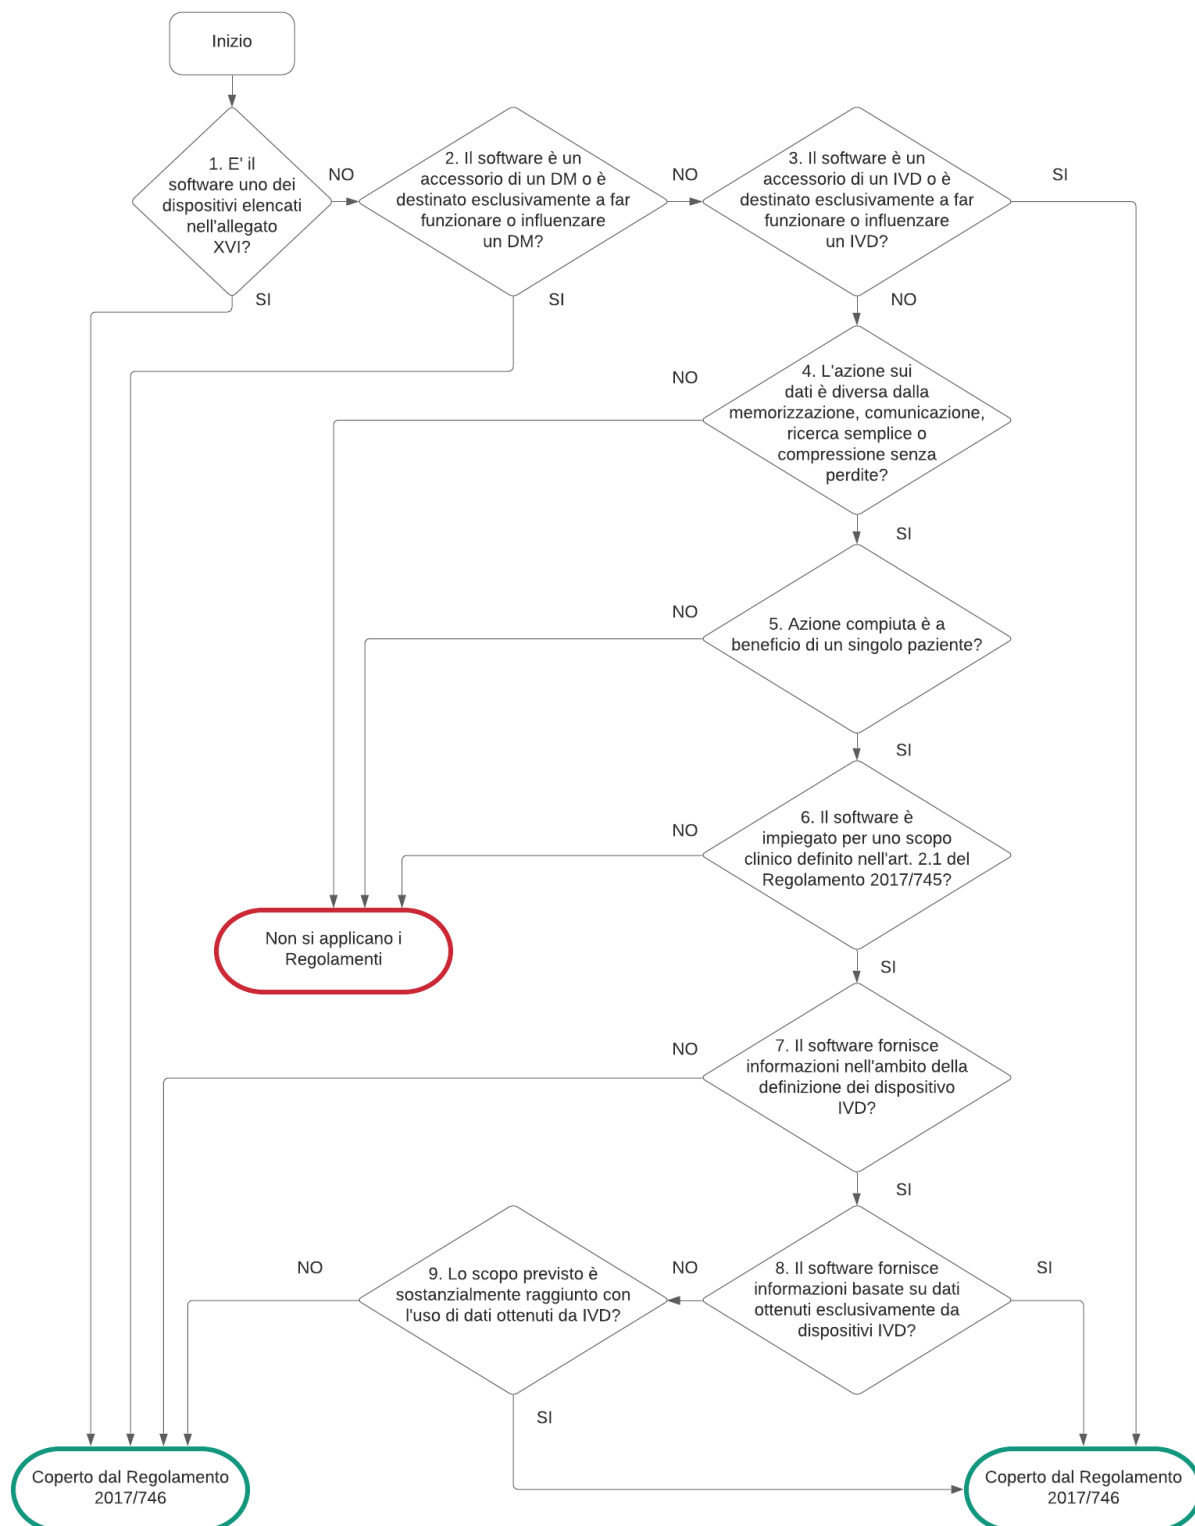 Inizio
1. E' il
software uno dei
dispositivi elencati
nell'allegato
XVI?
NO
SI
2. Il software è un
accessorio di un DM o è
destinato esclusivamente a far
funzionare o influenzare
un DM?
NO
SI
3. Il software è un
accessorio di un IVD o è
destinato esclusivamente a far
funzionare o influenzare
un IVD?
SI
NO
4. L'azione sui
dati è diversa dalla
memorizzazione, comunicazione,
ricerca semplice o
compressione senza
perdite?
NO
SI
5. Azione compiuta è a
beneficio di un singolo paziente?
NO
SI
6. Il software è
impiegato per uno scopo
clinico definito nell'art. 2.1 del
Regolamento 2017/745?
NO
SI
Non si applicano i
Regolamenti
7. Il software fornisce
informazioni nell'ambito della
definizione dei dispositivo
IVD?
NO
SI
8. Il software fornisce
informazioni basate su dati
ottenuti esclusivamente da
dispositivi IVD?
NO
SI
9. Lo scopo previsto è
sostanzialmente raggiunto con
l'uso di dati ottenuti da IVD?
NO
SI
Coperto dal Regolamento
2017/746
Coperto dal Regolamento
2017/746